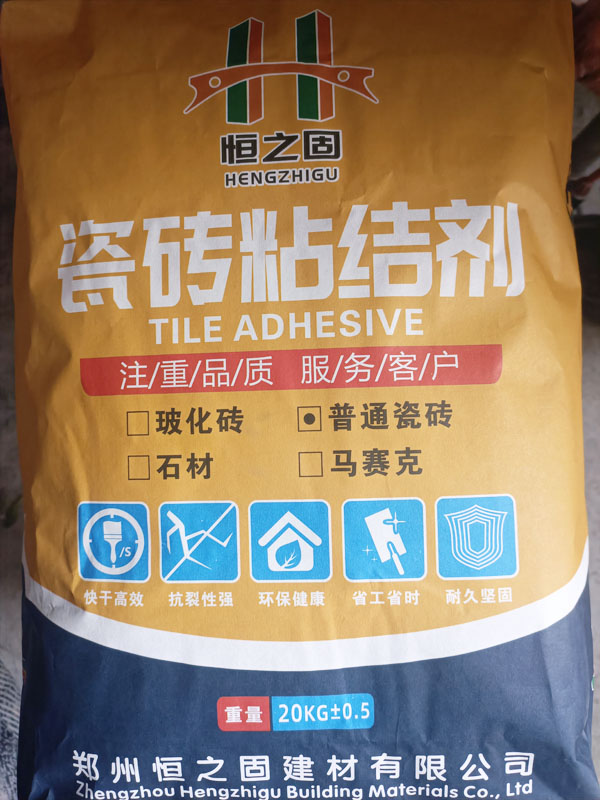 恒之固
HENGZHIGU
瓷砖粘结剂
TILE ADHESIVE
注/重/品/质 服/务/客/户
玻化砖 普通瓷砖
石材 马赛克
/S
快干高效 抗裂性强 环保健康 省工省时 耐久坚固
重量 20KG±0.5
郑州恒之固建材有限公司
Zhengzhou Hengzhigu Building Materials Co., Ltd